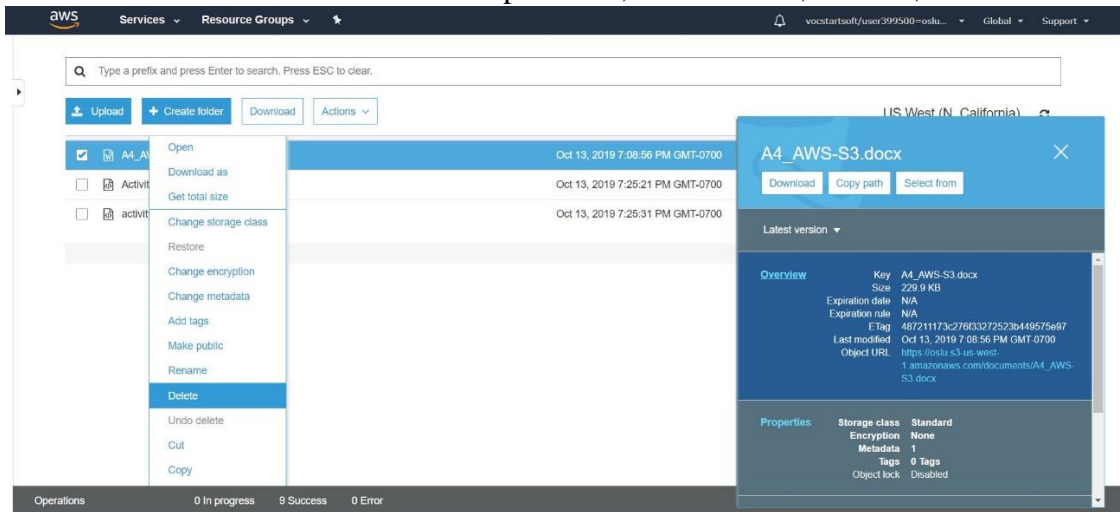 aws Services Resource Groups vocstartsoft/user399500=oslu... Global Support
Type a prefix and press Enter to search. Press ESC to clear.
Upload + Create folder Download Actions US West (N. California)
A4_AWS-S3.docx
Download Copy path Select from
Latest version
Overview
Key A4_AWS-S3.docx
Size 229.9 KB
Expiration date N/A
Expiration rule N/A
ETag 487211173c276f33272523b449575e97
Last modified Oct 13, 2019 7:08:56 PM GMT-0700
Object URL https://oslu.s3-us-west-
1.amazonaws.com/documents/A4_AWS-
S3.docx
Properties
Storage class Standard
Encryption None
Metadata 1
Tags 0 Tags
Object lock Disabled
A4_A Oct 13, 2019 7:08:56 PM GMT-0700
Activit Oct 13, 2019 7:25:21 PM GMT-0700
activit Oct 13, 2019 7:25:31 PM GMT-0700
Open
Download as
Get total size
Change storage class
Restore
Change encryption
Change metadata
Add tags
Make public
Rename
Delete
Undo delete
Cut
Copy
Operations 0 In progress 9 Success 0 Error